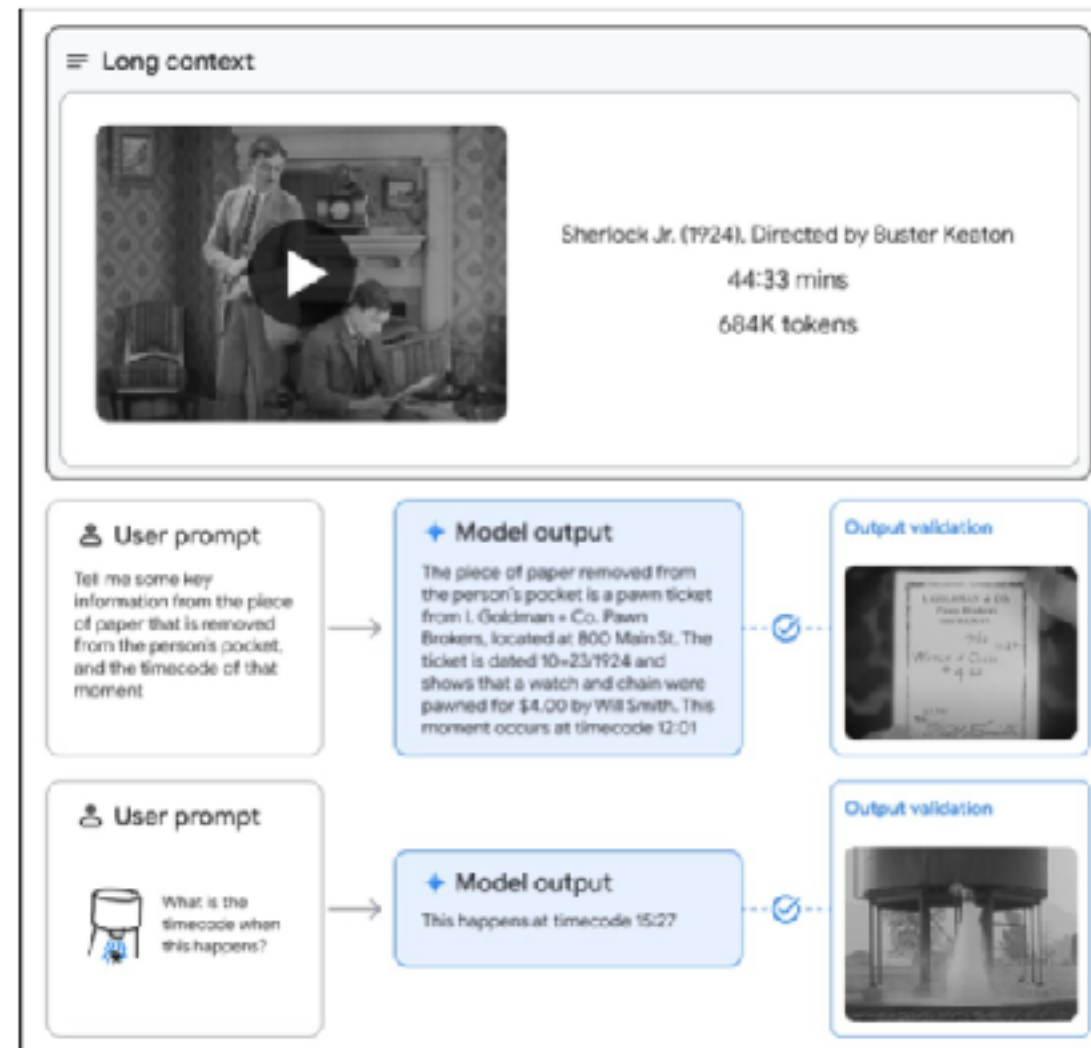 Long context
Sherlock Jr. (1924). Directed by Buster Keaton
44:33 mins
684K tokens
User prompt
Tell me some key
information from the piece
of paper that is removed
from the person's pocket,
and the timecode of that
moment
Model output
The piece of paper removed from
the person's pocket is a pawn ticket
from I. Goldman + Co. Pawn
Brokers, located at 800 Main St. The
ticket is dated 10-23/1924 and
shows that a watch and chain were
pawned for $4.00 by Will Smith. This
moment occurs at timecode 12:01
Output validation
I. GOLDMAN & CO.
Pawn Brokers
User prompt
What is the
timecode when
this happens?
Model output
This happens at timecode 15:27
Output validation